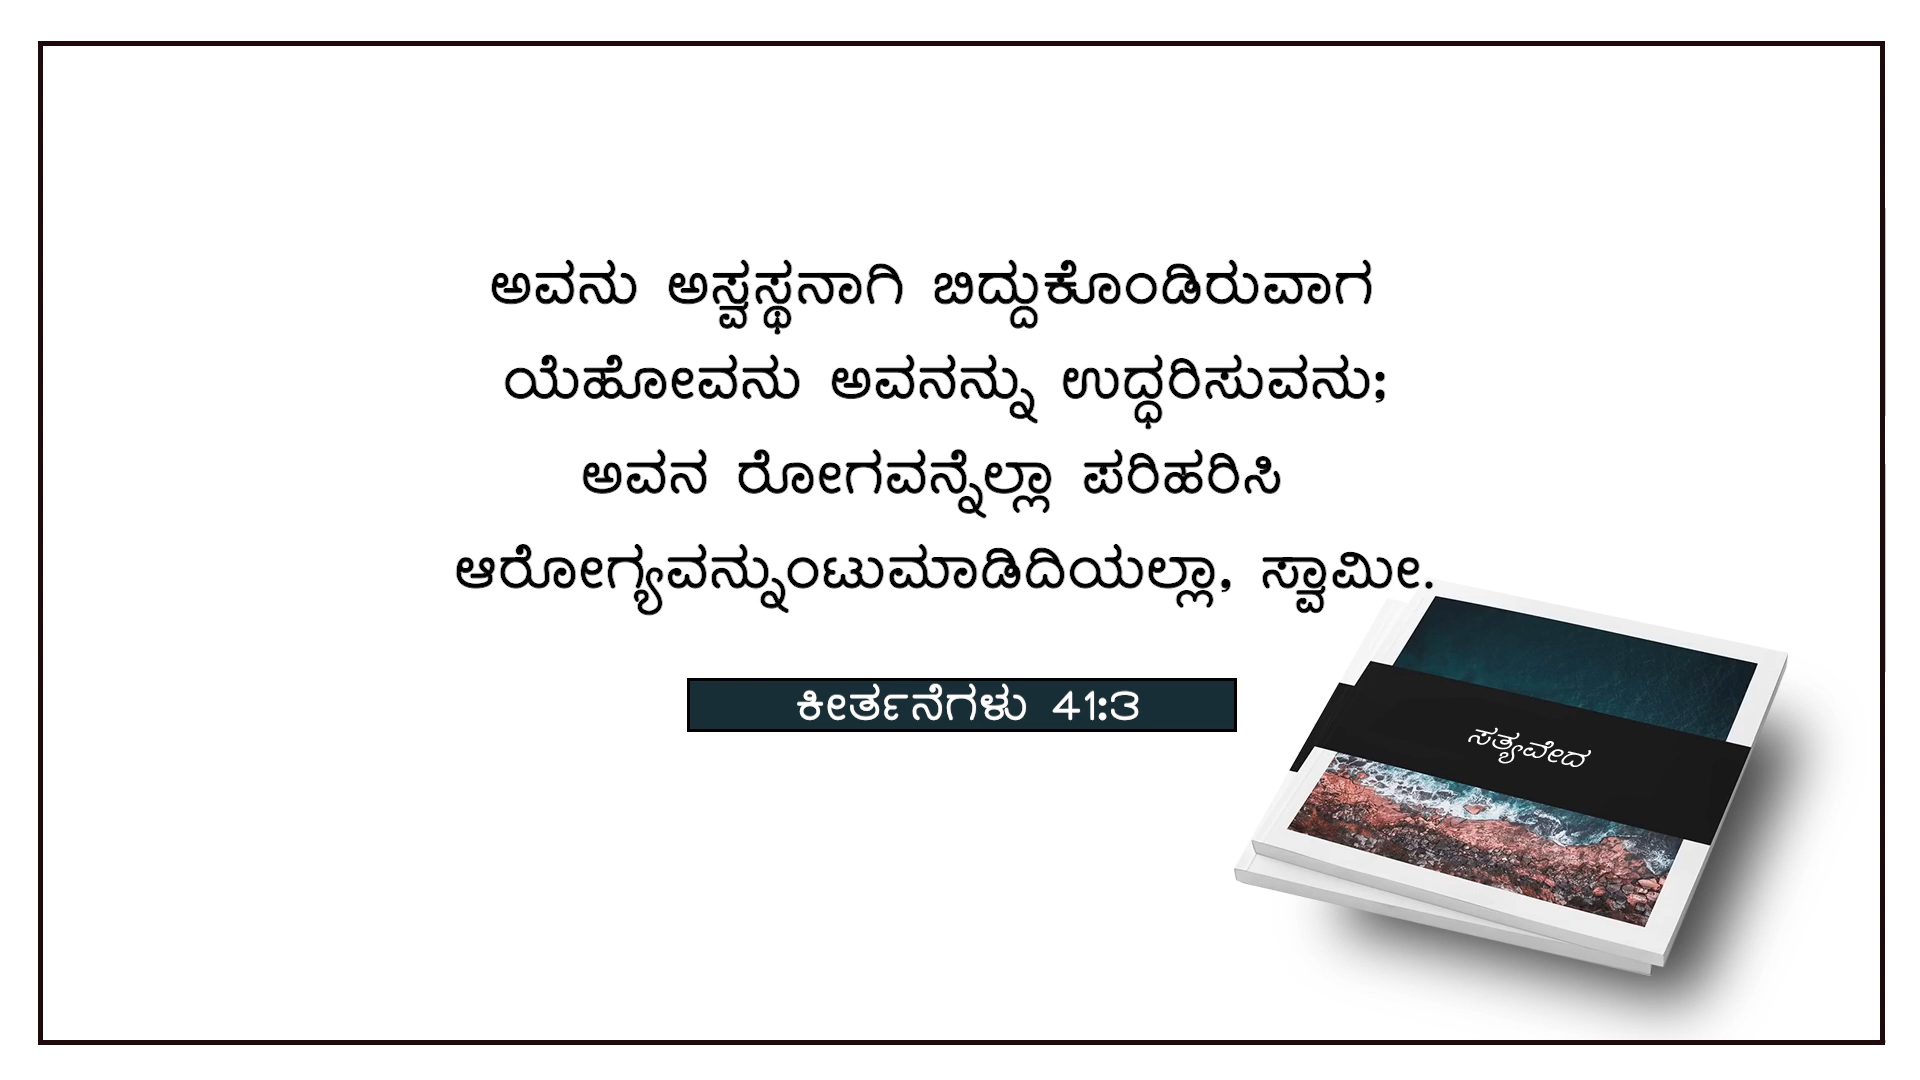 ಅವನು ಅಸ್ವಸ್ಥನಾಗಿ ಬಿದ್ದುಕೊಂಡಿರುವಾಗ
ಯೆಹೋವನು ಅವನನ್ನು ಉದ್ಧರಿಸುವನು;
ಅವನ ರೋಗವನ್ನೆಲ್ಲಾ ಪರಿಹರಿಸಿ
ಆರೋಗ್ಯವನ್ನುಂಟುಮಾಡಿದಿಯಲ್ಲಾ, ಸ್ವಾಮೀ.
ಕೀರ್ತನೆಗಳು 41:3
ಸತ್ಯವೇದ